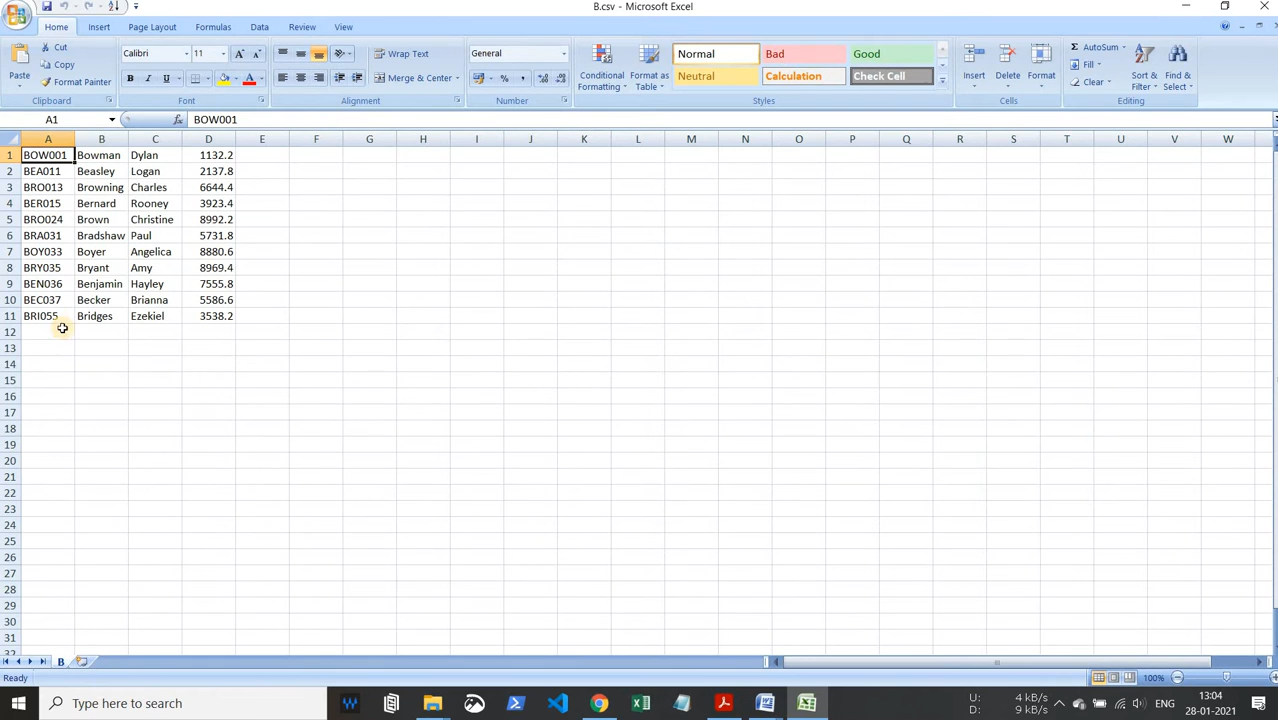 B.csv - Microsoft Excel
Home Insert Page Layout Formulas Data Review View
Paste
Cut
Copy
Format Painter
Clipboard
Calibri 11
B I U
Font
Wrap Text
Merge & Center
Alignment
General
Number
Conditional Formatting
Format as Table
Normal Bad Good
Neutral Calculation Check Cell
Styles
Insert Delete Format
Cells
AutoSum
Fill
Clear
Sort & Filter
Find & Select
Editing
A1 fx BOW001
A B C D E F G H I J K L M N O P Q R S T U V W
1 BOW001 Bowman Dylan 1132.2
2 BEA011 Beasley Logan 2137.8
3 BRO013 Browning Charles 6644.4
4 BER015 Bernard Rooney 3923.4
5 BRO024 Brown Christine 8992.2
6 BRA031 Bradshaw Paul 5731.8
7 BOY033 Boyer Angelica 8880.6
8 BRY035 Bryant Amy 8969.4
9 BEN036 Benjamin Hayley 7555.8
10 BEC037 Becker Brianna 5586.6
11 BRI055 Bridges Ezekiel 3538.2
12
13
14
15
16
17
18
19
20
21
22
23
24
25
26
27
28
29
30
31
32
B
Ready 100%
Type here to search
U: 4 kB/s
D: 9 kB/s
ENG
13:04
28-01-2021